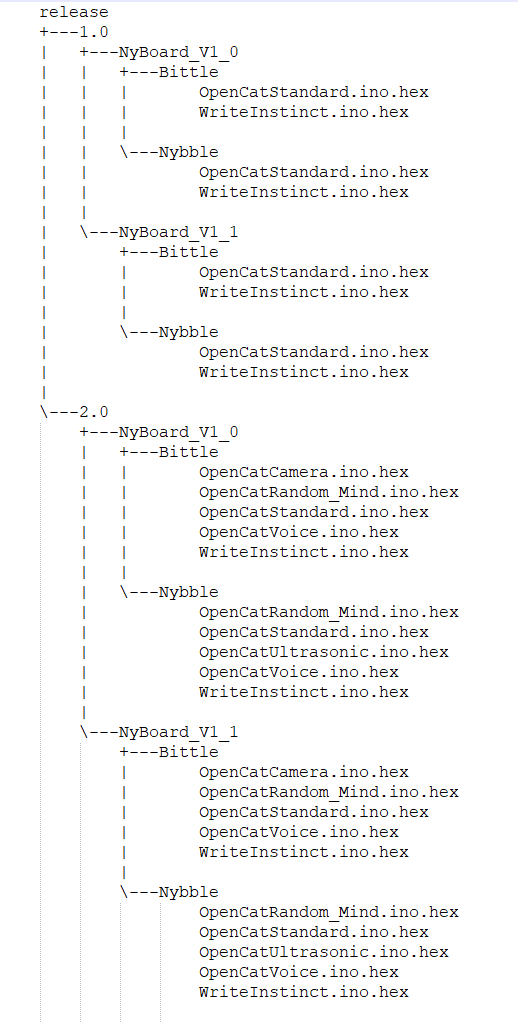 release
+---1.0
|   +---NyBoard_V1_0
|   |   +---Bittle
|   |   |       OpenCatStandard.ino.hex
|   |   |       WriteInstinct.ino.hex
|   |   |
|   |   \---Nybble
|   |           OpenCatStandard.ino.hex
|   |           WriteInstinct.ino.hex
|   |
|   \---NyBoard_V1_1
|       +---Bittle
|       |       OpenCatStandard.ino.hex
|       |       WriteInstinct.ino.hex
|       |
|       \---Nybble
|               OpenCatStandard.ino.hex
|               WriteInstinct.ino.hex
|
\---2.0
    +---NyBoard_V1_0
    |   +---Bittle
    |   |       OpenCatCamera.ino.hex
    |   |       OpenCatRandom_Mind.ino.hex
    |   |       OpenCatStandard.ino.hex
    |   |       OpenCatVoice.ino.hex
    |   |       WriteInstinct.ino.hex
    |   |
    |   \---Nybble
    |           OpenCatRandom_Mind.ino.hex
    |           OpenCatStandard.ino.hex
    |           OpenCatUltrasonic.ino.hex
    |           OpenCatVoice.ino.hex
    |           WriteInstinct.ino.hex
    |
    \---NyBoard_V1_1
        +---Bittle
        |       OpenCatCamera.ino.hex
        |       OpenCatRandom_Mind.ino.hex
        |       OpenCatStandard.ino.hex
        |       OpenCatVoice.ino.hex
        |       WriteInstinct.ino.hex
        |
        \---Nybble
                OpenCatRandom_Mind.ino.hex
                OpenCatStandard.ino.hex
                OpenCatUltrasonic.ino.hex
                OpenCatVoice.ino.hex
                WriteInstinct.ino.hex